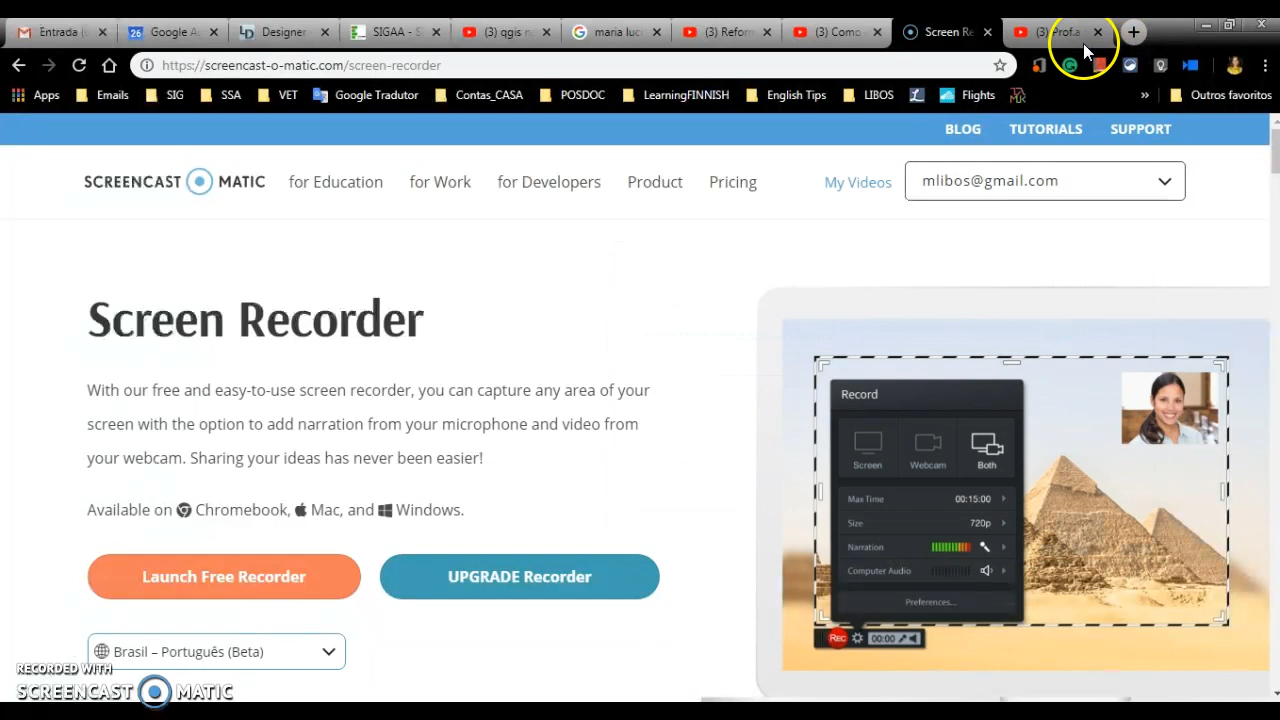 Entrada (
Google A
Designer
SIGAA - S
(3) qgis n
maria luc
(3) Refor
(3) Como
Screen Re
(3) Prof.a
https://screencast-o-matic.com/screen-recorder
Apps
Emails
SIG
SSA
VET
Google Tradutor
Contas_CASA
POSDOC
LearningFINNISH
English Tips
LIBOS
Flights
»
Outros favoritos
BLOG TUTORIALS SUPPORT
SCREENCAST MATIC for Education for Work for Developers Product Pricing My Videos mlibos@gmail.com
Screen Recorder
With our free and easy-to-use screen recorder, you can capture any area of your
screen with the option to add narration from your microphone and video from
your webcam. Sharing your ideas has never been easier!
Available on Chromebook, Mac, and Windows.
Launch Free Recorder
UPGRADE Recorder
Brasil – Português (Beta)
Record
Screen Webcam Both
Max Time 00:15:00
Size 720p
Narration
Computer Audio
Preferences...
REC 00:00
RECORDED WITH
SCREENCAST MATIC